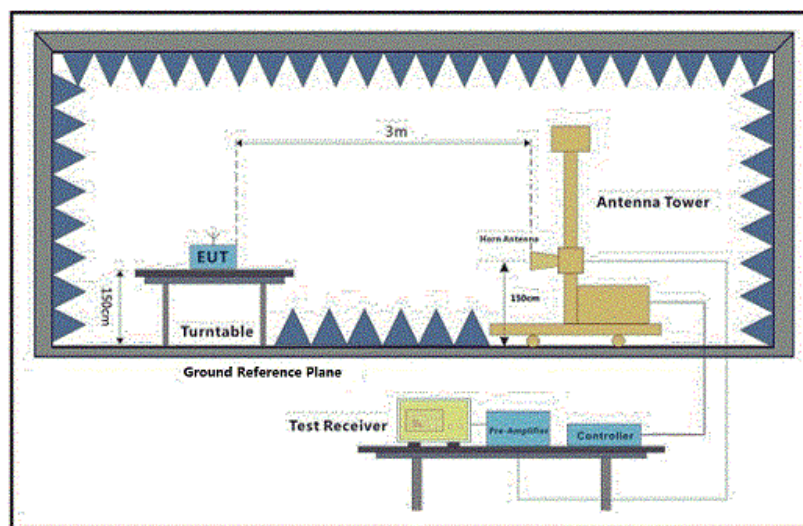 3m
Antenna Tower
Horn Antenna
EUT
150cm
150cm
Turntable
Ground Reference Plane
Test Receiver
Pre-Amplifier
Controller